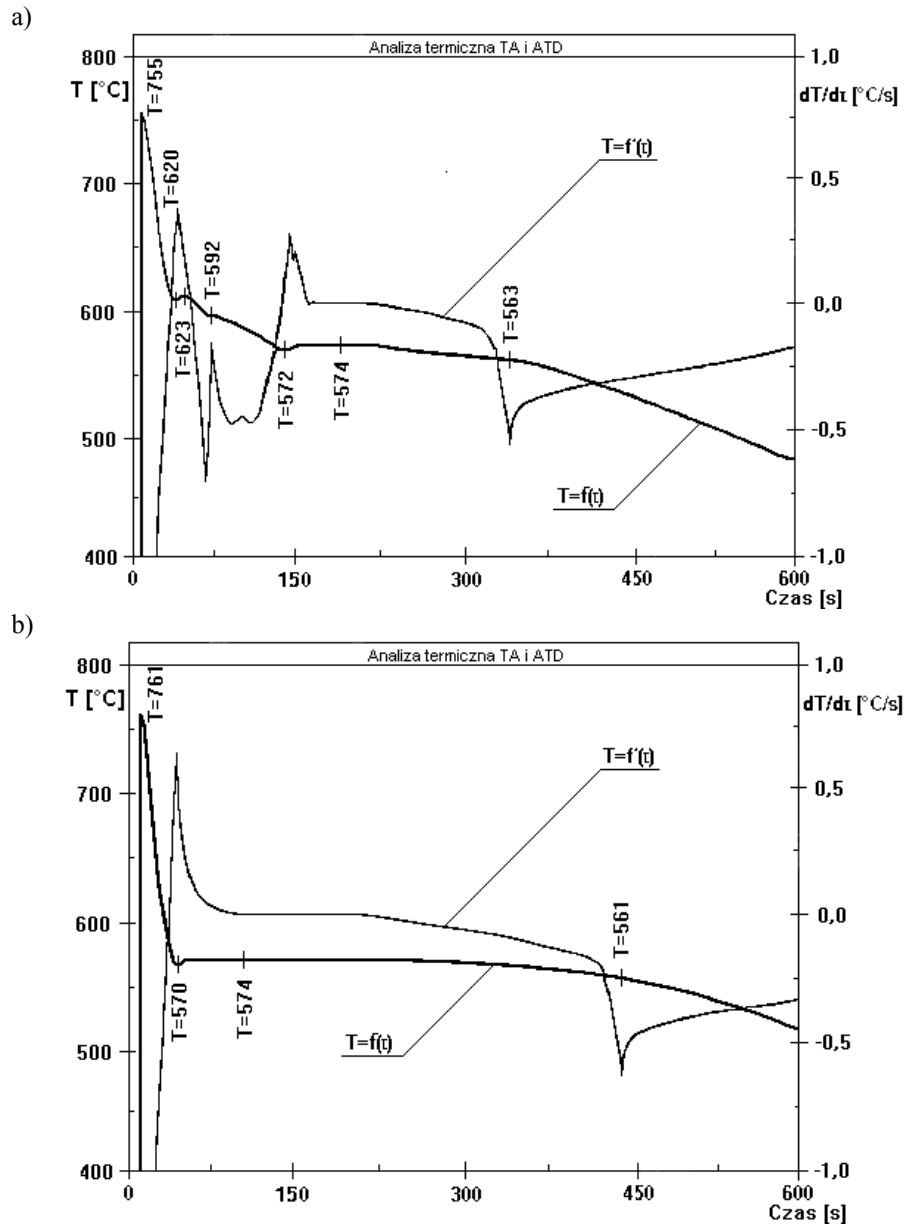 a)
Analiza termiczna TA i ATD
800
T [°C]
700
600
500
400
1,0
dT/dτ [°C/s]
0,5
0,0
-0,5
-1,0
T=755
T=620
T=623
T=592
T=572
T=574
T=563
T=f'(τ)
T=f(τ)
0
150
300
450
600
Czas [s]
b)
Analiza termiczna TA i ATD
800
T [°C]
700
600
500
400
1,0
dT/dτ [°C/s]
0,5
0,0
-0,5
-1,0
T=761
T=570
T=574
T=561
T=f'(τ)
T=f(τ)
0
150
300
450
600
Czas [s]